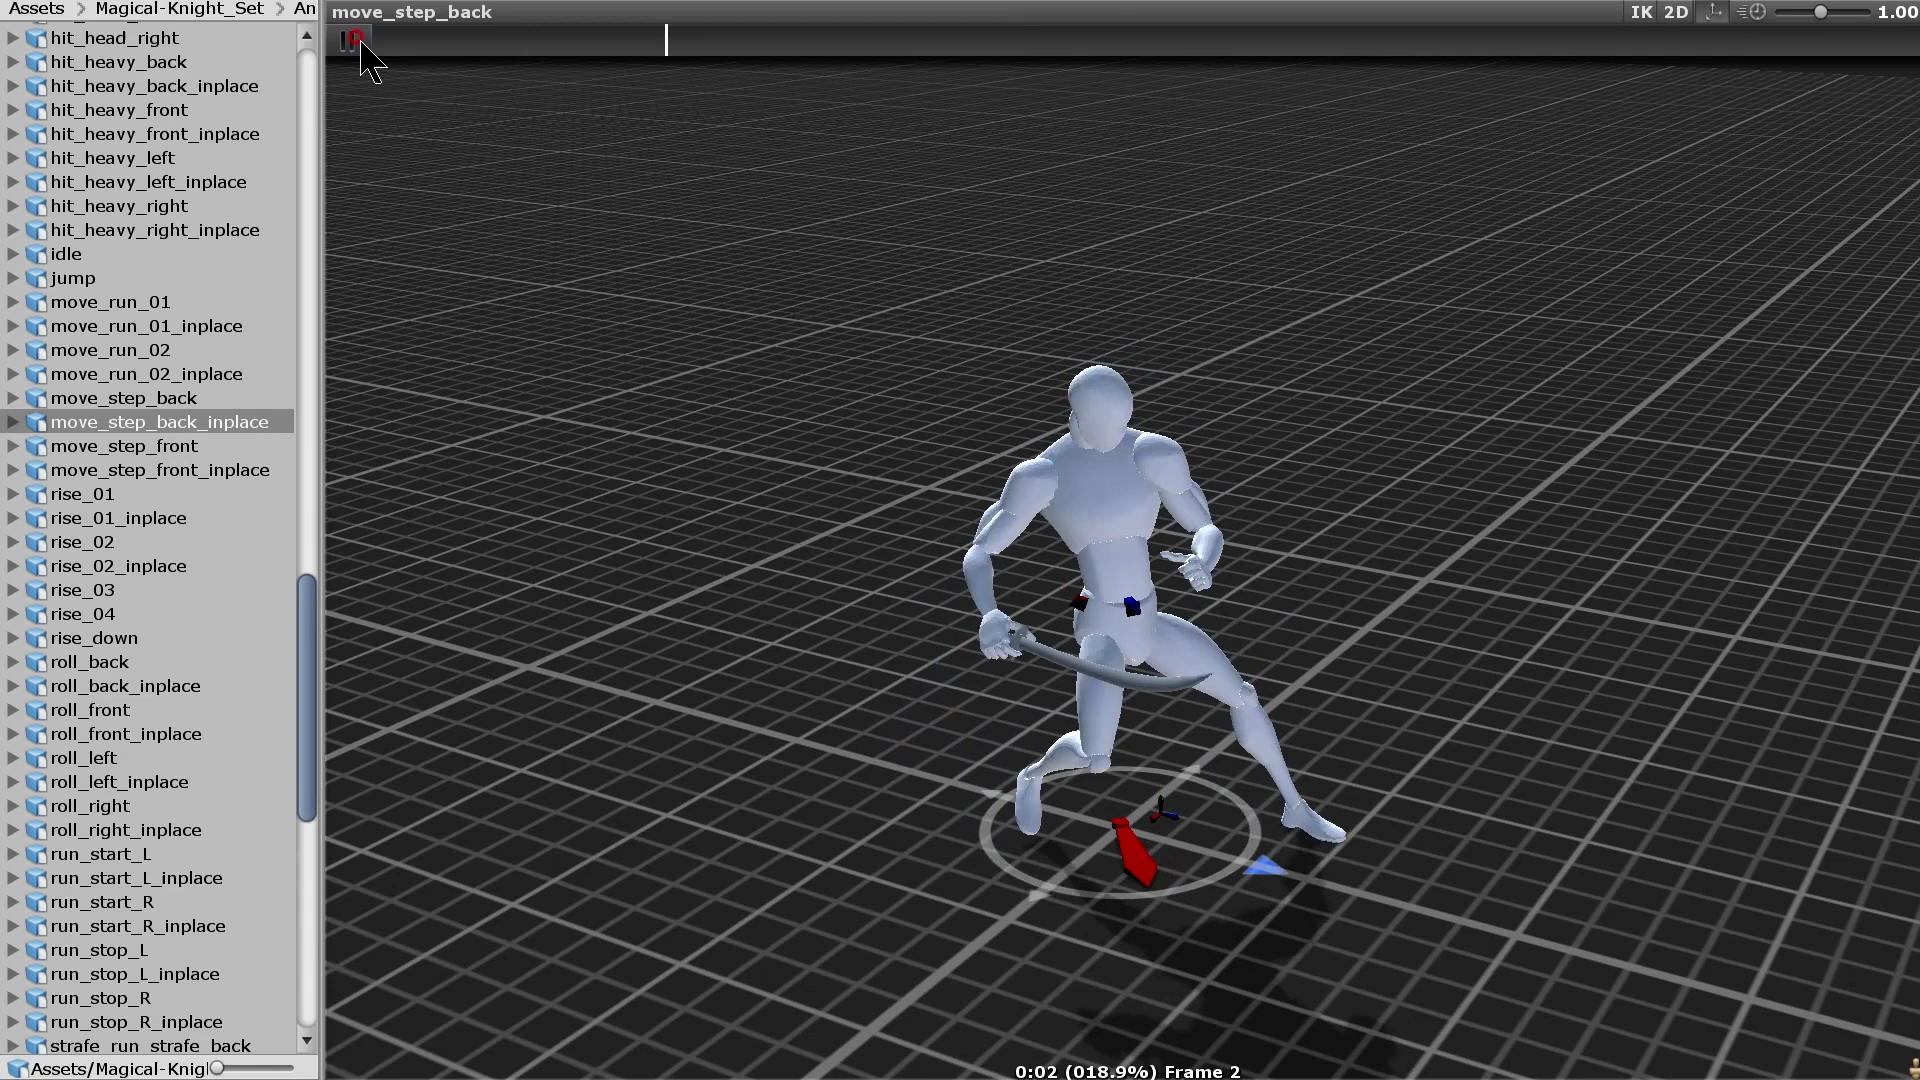 Assets > Magical-Knight_Set > An
hit_head_right
hit_heavy_back
hit_heavy_back_inplace
hit_heavy_front
hit_heavy_front_inplace
hit_heavy_left
hit_heavy_left_inplace
hit_heavy_right
hit_heavy_right_inplace
idle
jump
move_run_01
move_run_01_inplace
move_run_02
move_run_02_inplace
move_step_back
move_step_back_inplace
move_step_front
move_step_front_inplace
rise_01
rise_01_inplace
rise_02
rise_02_inplace
rise_03
rise_04
rise_down
roll_back
roll_back_inplace
roll_front
roll_front_inplace
roll_left
roll_left_inplace
roll_right
roll_right_inplace
run_start_L
run_start_L_inplace
run_start_R
run_start_R_inplace
run_stop_L
run_stop_L_inplace
run_stop_R
run_stop_R_inplace
strafe_run_strafe_back
Assets/Magical-Knigl
move_step_back
IK 2D 1.00
0:02 (018.9%) Frame 2